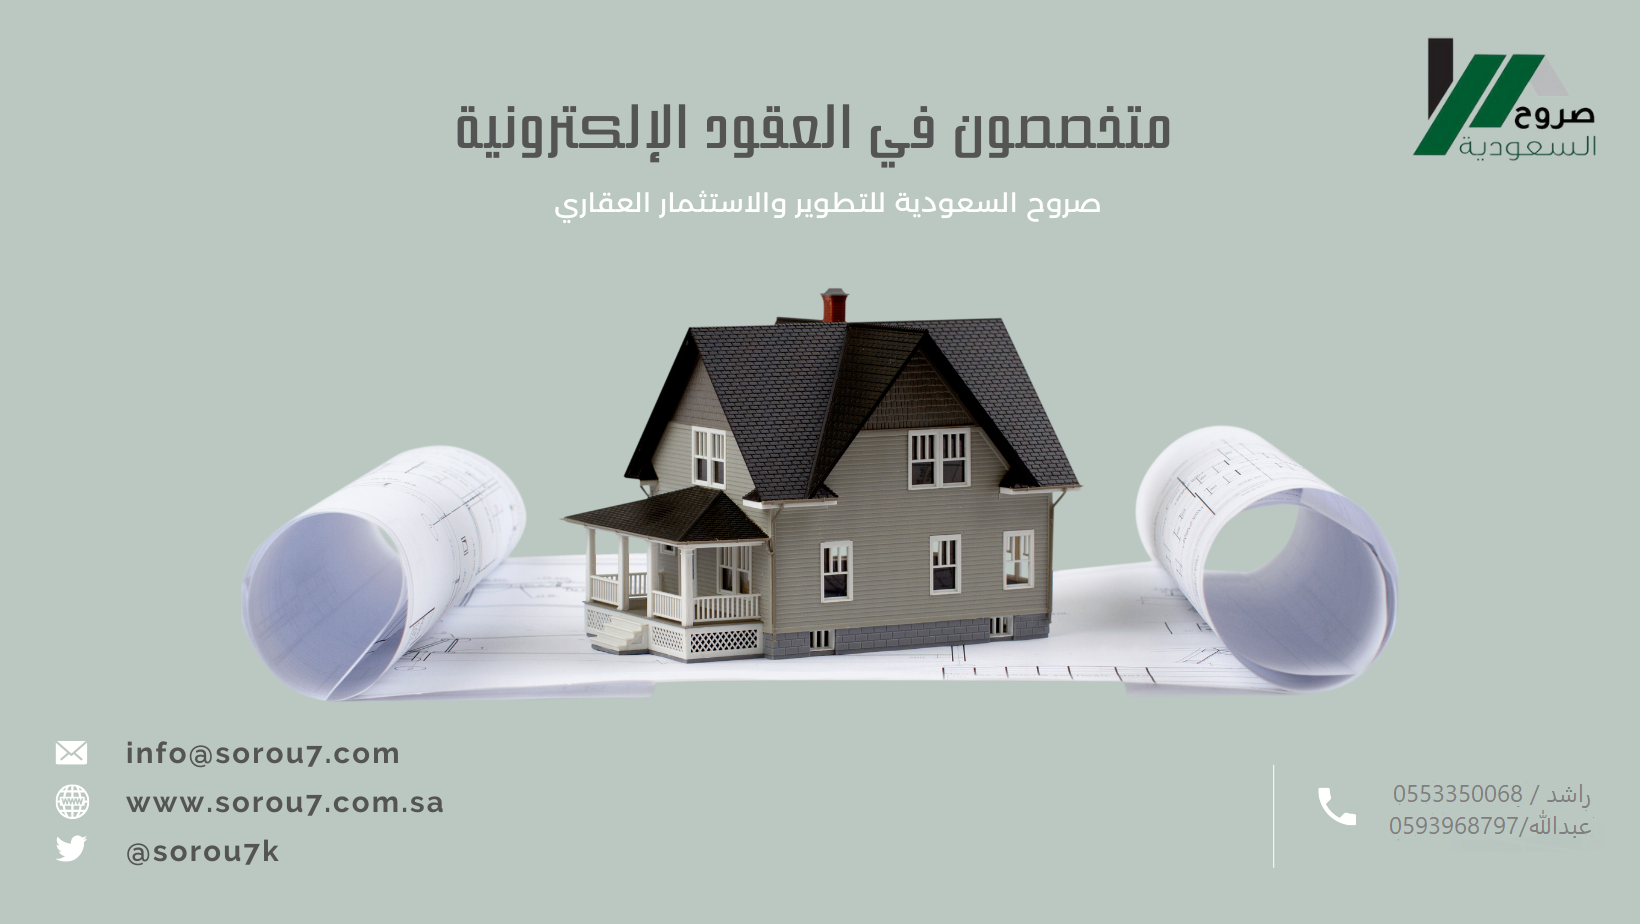 صروح
السعودية
متخصصون في العقود الإلكترونية
صروح السعودية للتطوير والاستثمار العقاري
info@sorou7.com
www.sorou7.com.sa
@sorou7k
راشد / 0553350068
عبدالله/0593968797